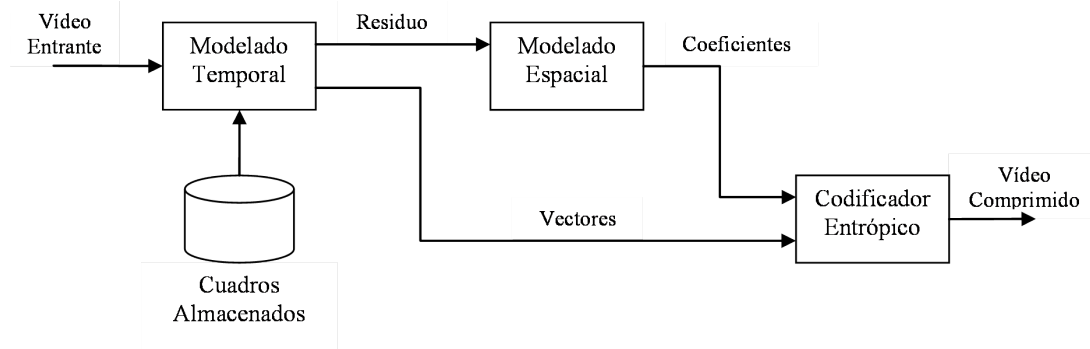 Vídeo
Entrante
Modelado
Temporal
Residuo
Modelado
Espacial
Coeficientes
Vectores
Codificador
Entrópico
Vídeo
Comprimido
Cuadros
Almacenados